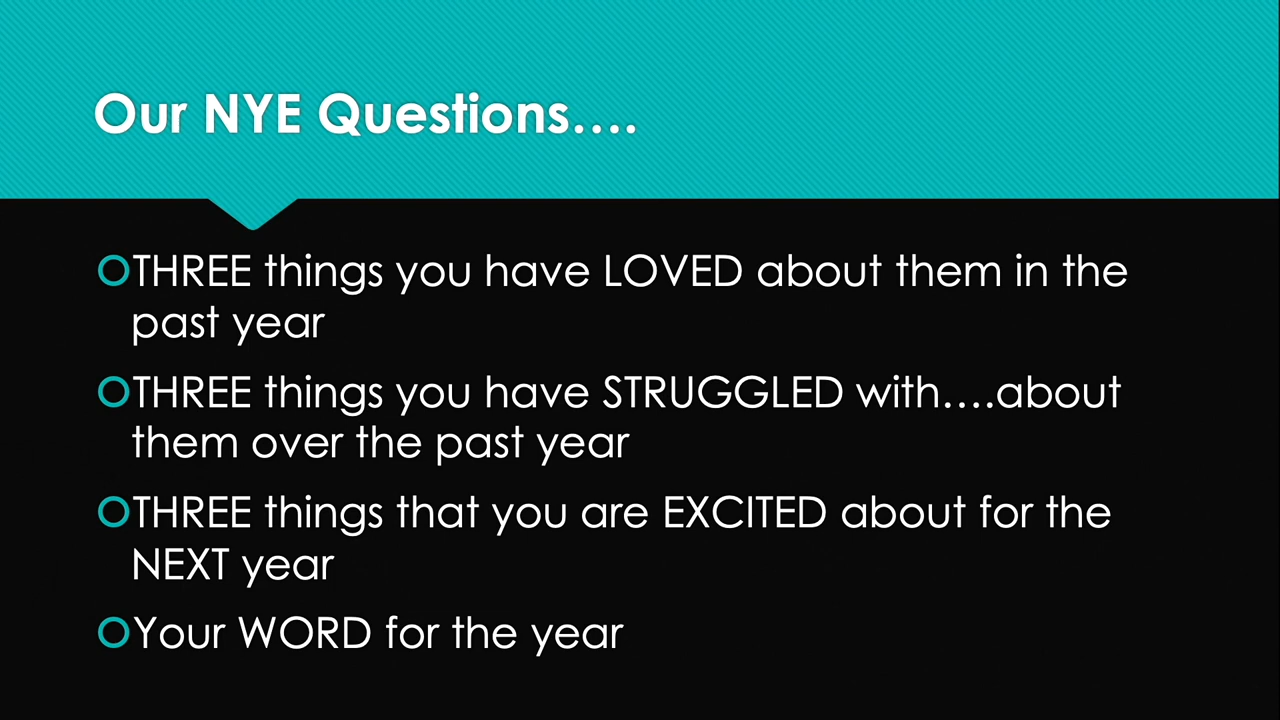 Our NYE Questions....
THREE things you have LOVED about them in the
past year
THREE things you have STRUGGLED with....about
them over the past year
THREE things that you are EXCITED about for the
NEXT year
Your WORD for the year